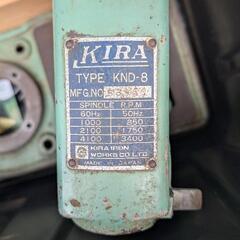 KIRA
TYPE KND-8
MFG.NO
SPINDLE R.P.M
60Hz 50Hz
1000 850
2100 1750
4100 3400
KIRA IRON
WORKS CO.LTD
MADE IN JAPAN